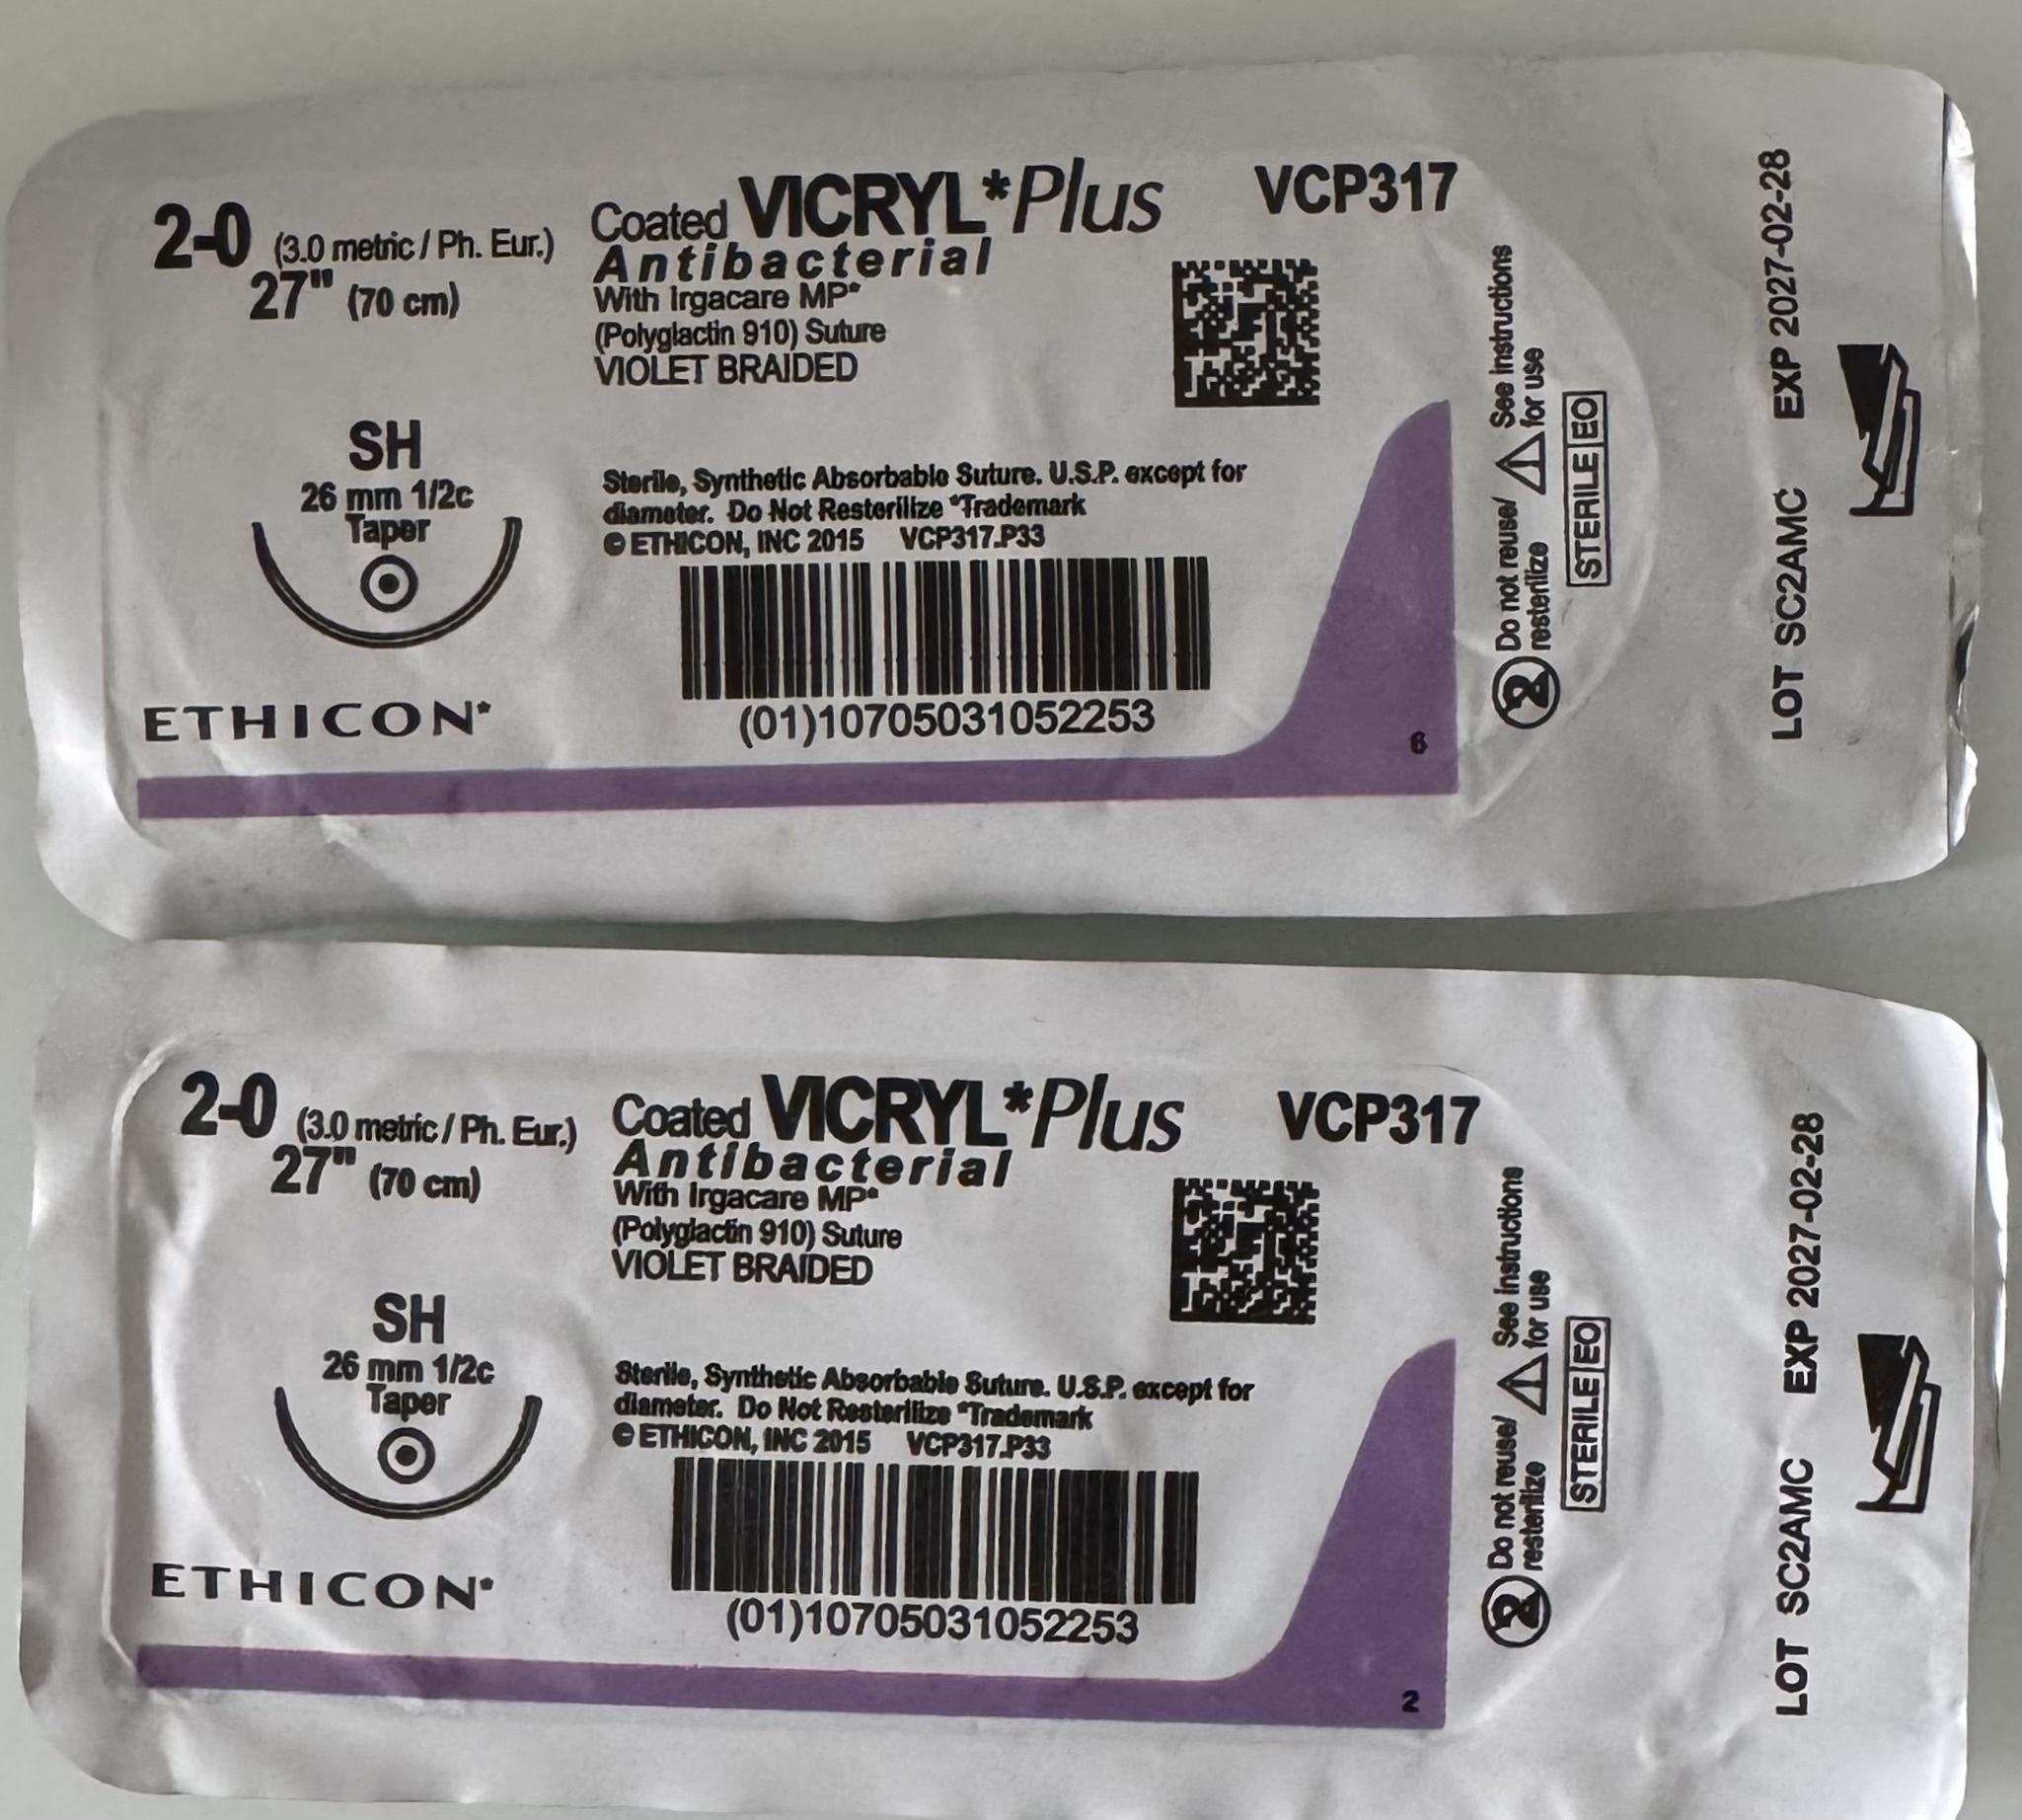 2-0 (3.0 metric / Ph. Eur.)
27" (70 cm)
Coated VICRYL*Plus
Antibacterial
With Irgacare MP*
(Polyglactin 910) Suture
VIOLET BRAIDED
VCP317
SH
26 mm 1/2c
Taper
Sterile, Synthetic Absorbable Suture. U.S.P. except for
diameter. Do Not Resterilize *Trademark
© ETHICON, INC 2015 VCP317.P33
(01)10705031052253
ETHICON*
6
2 Do not reuse/
resterilize
See instructions
for use
STERILE EO
LOT SC2AMC EXP 2027-02-28
2-0 (3.0 metric / Ph. Eur.)
27" (70 cm)
Coated VICRYL*Plus
Antibacterial
With Irgacare MP*
(Polyglactin 910) Suture
VIOLET BRAIDED
VCP317
SH
26 mm 1/2c
Taper
Sterile, Synthetic Absorbable Suture. U.S.P. except for
diameter. Do Not Resterilize *Trademark
© ETHICON, INC 2015 VCP317.P33
(01)10705031052253
ETHICON*
2
2 Do not reuse/
resterilize
See instructions
for use
STERILE EO
LOT SC2AMC EXP 2027-02-28